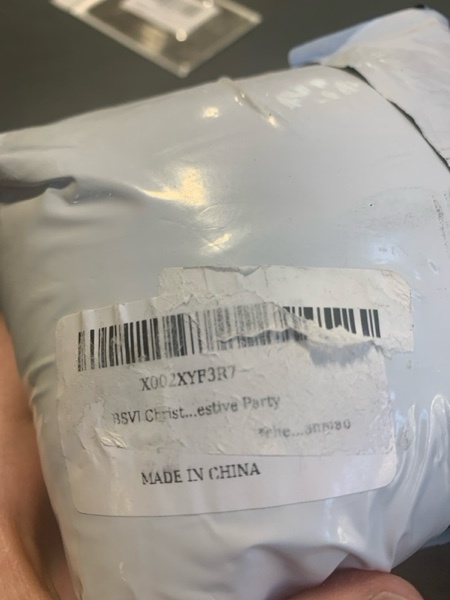 X002XYF3R7
BSVI Christ...estive Party
MADE IN CHINA